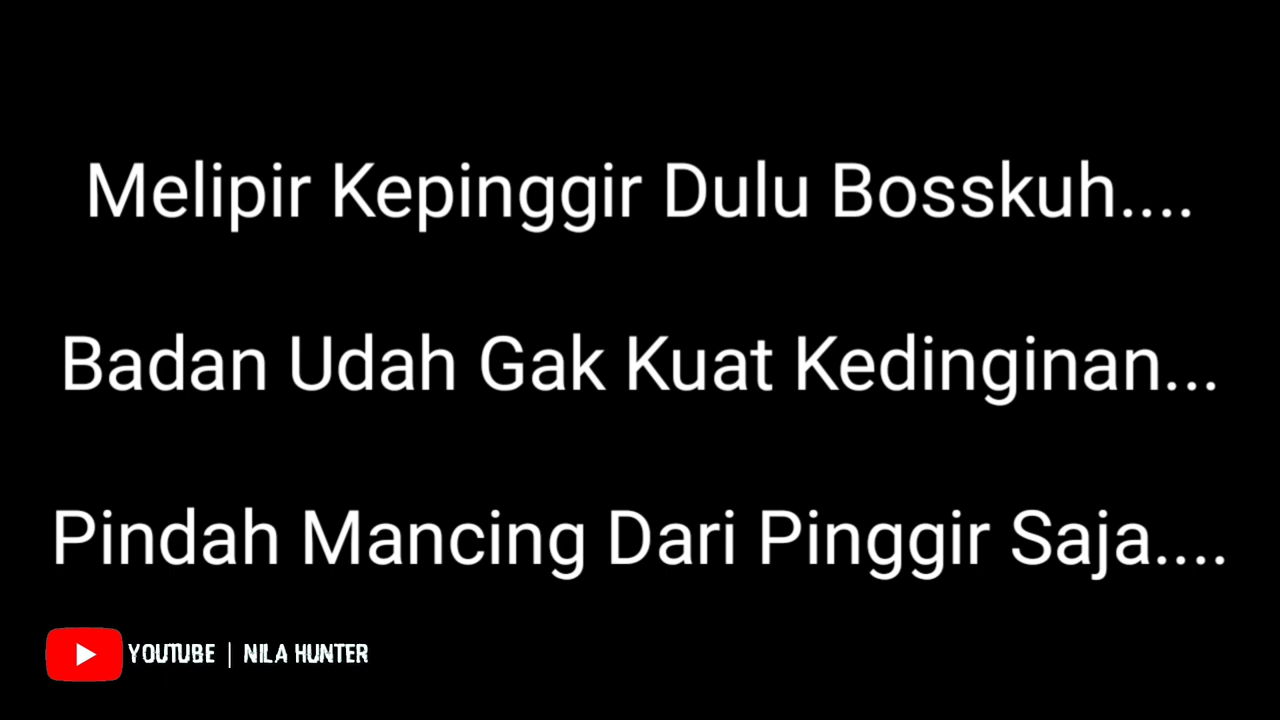 Melipir Kepinggir Dulu Bosskuh....
Badan Udah Gak Kuat Kedinginan...
Pindah Mancing Dari Pinggir Saja....
YOUTUBE | NILA HUNTER